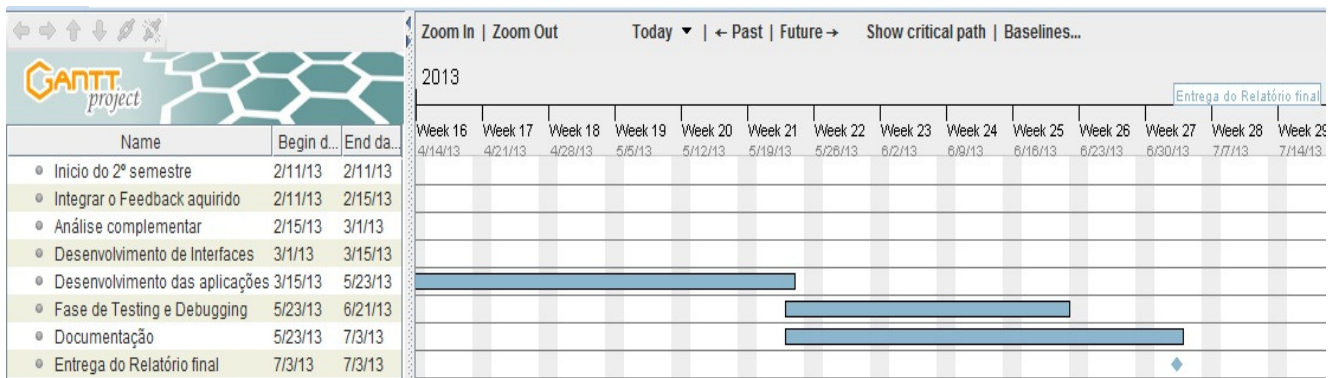 Zoom In | Zoom Out Today ▼ | ← Past | Future → Show critical path | Baselines...
GANTT
project
2013
Entrega do Relatório final
Week 16 Week 17 Week 18 Week 19 Week 20 Week 21 Week 22 Week 23 Week 24 Week 25 Week 26 Week 27 Week 28 Week 29
4/14/13 4/21/13 4/28/13 5/5/13 5/12/13 5/19/13 5/26/13 6/2/13 6/9/13 6/16/13 6/23/13 6/30/13 7/7/13 7/14/13
Name Begin d... End da...
Inicio do 2º semestre 2/11/13 2/11/13
Integrar o Feedback aquirido 2/11/13 2/15/13
Análise complementar 2/15/13 3/1/13
Desenvolvimento de Interfaces 3/1/13 3/15/13
Desenvolvimento das aplicações 3/15/13 5/23/13
Fase de Testing e Debugging 5/23/13 6/21/13
Documentação 5/23/13 7/3/13
Entrega do Relatório final 7/3/13 7/3/13